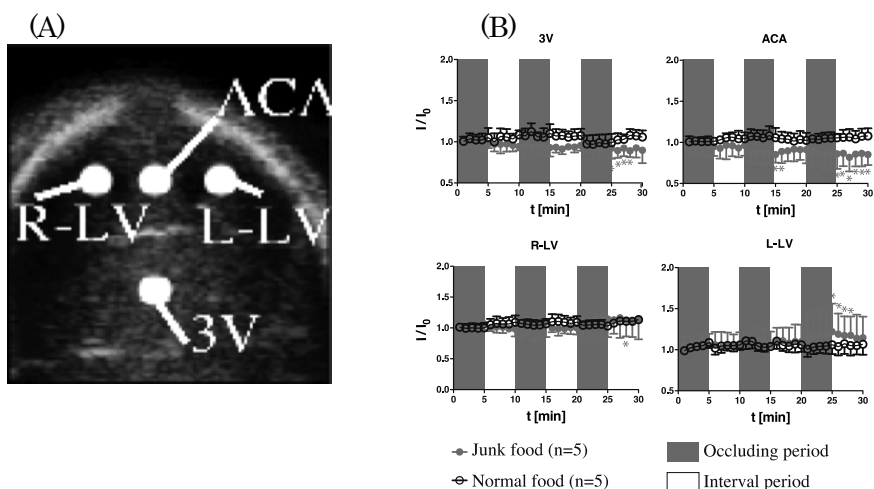 (A)
ACA
R-LV
L-LV
3V
(B)
3V
2.0
1.5
1.0
0.5
I/I0
0 5 10 15 20 25 30
t [min]
ACA
2.0
1.5
1.0
0.5
0 5 10 15 20 25 30
t [min]
R-LV
2.0
1.5
1.0
0.5
0.0
I/I0
0 5 10 15 20 25 30
t [min]
L-LV
2.0
1.5
1.0
0.5
I/I0
0 5 10 15 20 25 30
t [min]
Junk food (n=5)
Occluding period
Normal food (n=5)
Interval period